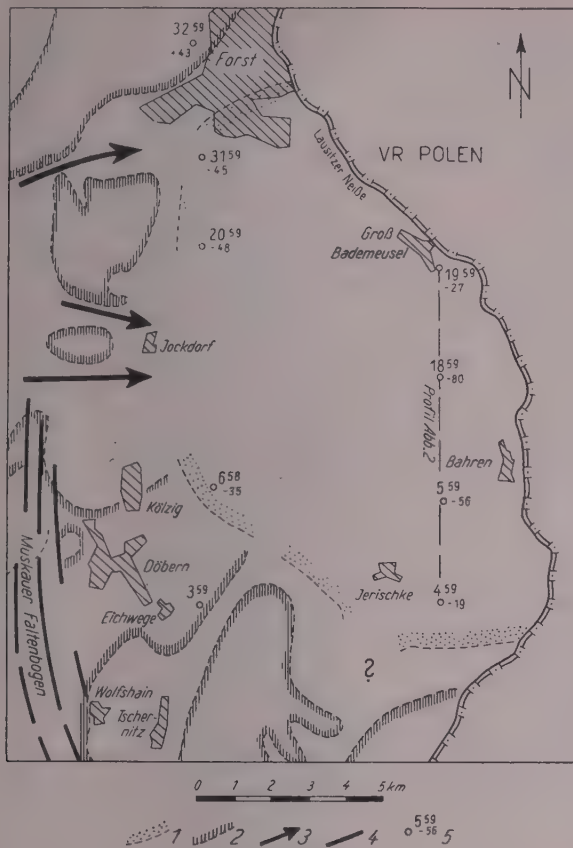 32 59
+43
Forst
N
31 59
-45
VR POLEN
Lausitzer Neiße
20 59
-48
Groß
Bademeusel
19 59
-27
Jockdorf
18 59
-80
Profil Abb.2
Bahren
6 58
-35
5 59
-56
Kölzig
Muskauer Faltenbogen
Döbern
Jerischke
4 59
-19
Eichwege
3 59
?
Wolfshain
Tscher-
nitz
0 1 2 3 4 5 km
1 2 3 4 5 59 -56 5